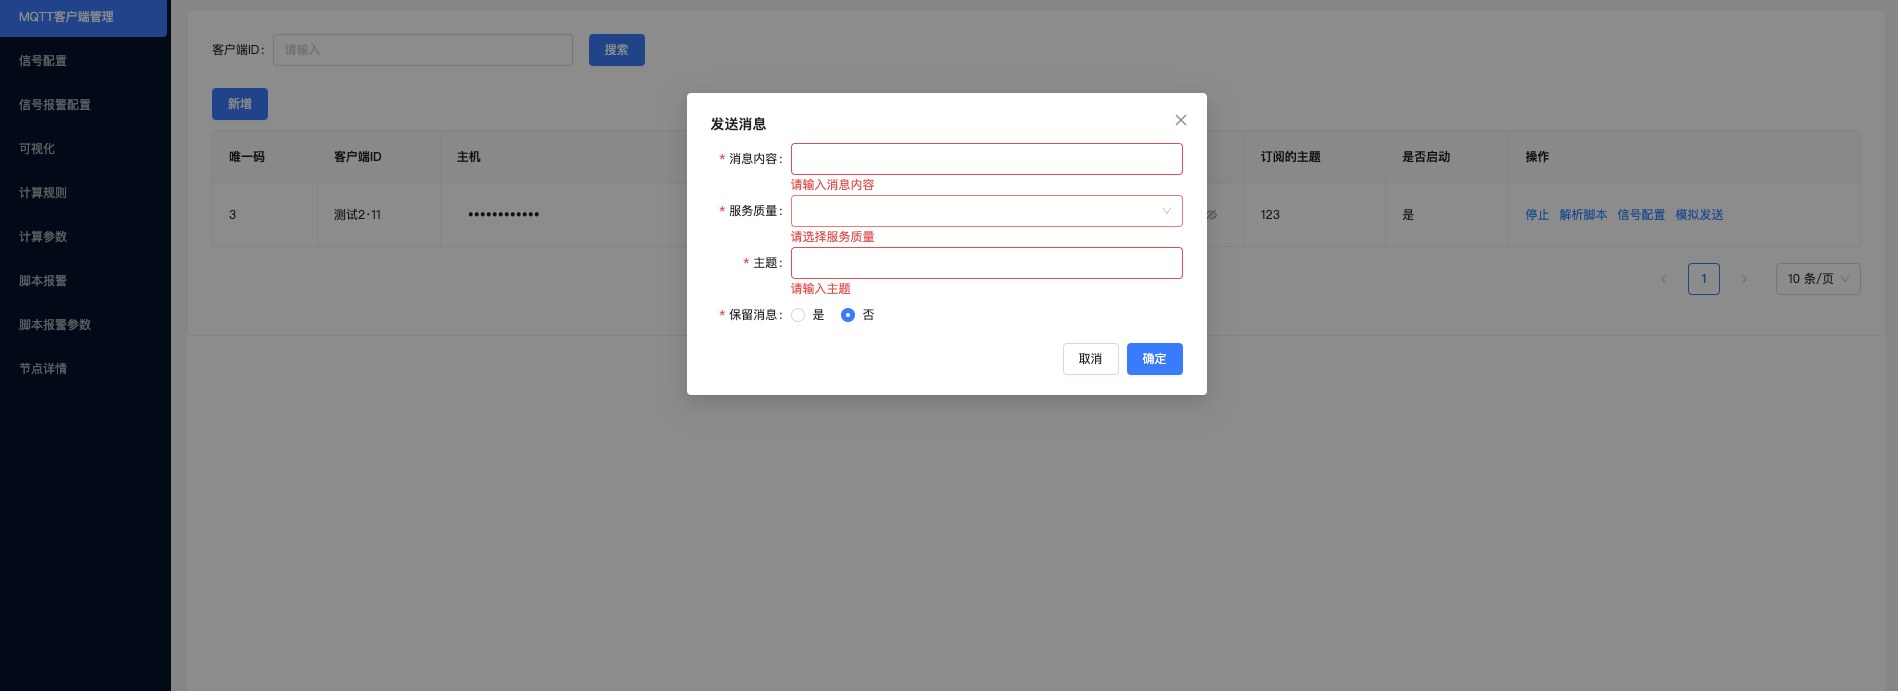 MQTT客户端管理
信号配置
信号报警配置
可视化
计算规则
计算参数
脚本报警
脚本报警参数
节点详情
客户端ID: 请输入 搜索
新增
唯一码 客户端ID 主机 订阅的主题 是否启动 操作
3 测试2·11 •••••••••••• 123 是 停止 解析脚本 信号配置 模拟发送
< 1 > 10 条/页
发送消息
* 消息内容:
请输入消息内容
* 服务质量:
请选择服务质量
* 主题:
请输入主题
* 保留消息: 是 否
取消 确定